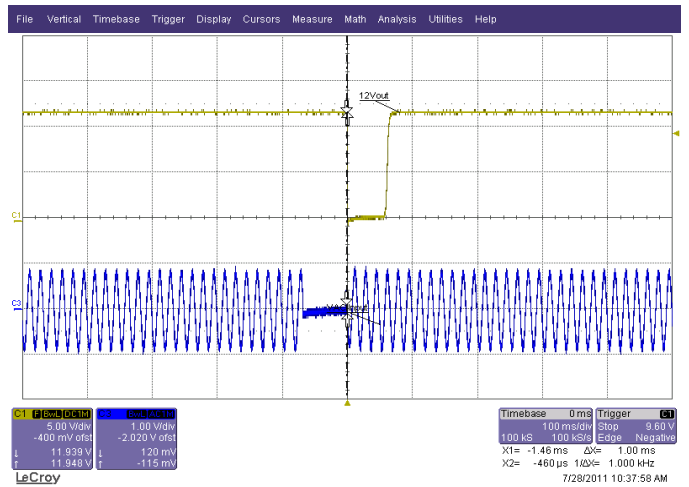 File Vertical Timebase Trigger Display Cursors Measure Math Analysis Utilities Help
12Vout
C1
C3
C1 F BwL DC1M
5.00 V/div
-400 mV ofst
↓ 11.939 V
↑ 11.948 V
1.00 V/div
-2.020 V ofst
↓ 120 mV
↑ -115 mV
Timebase 0 ms
100 ms/div
100 kS 100 kS/s
Trigger C1
Stop 9.60 V
Edge Negative
X1= -1.46 ms ΔX= 1.00 ms
X2= -460 µs 1/ΔX= 1.000 kHz
LeCroy
7/28/2011 10:37:58 AM